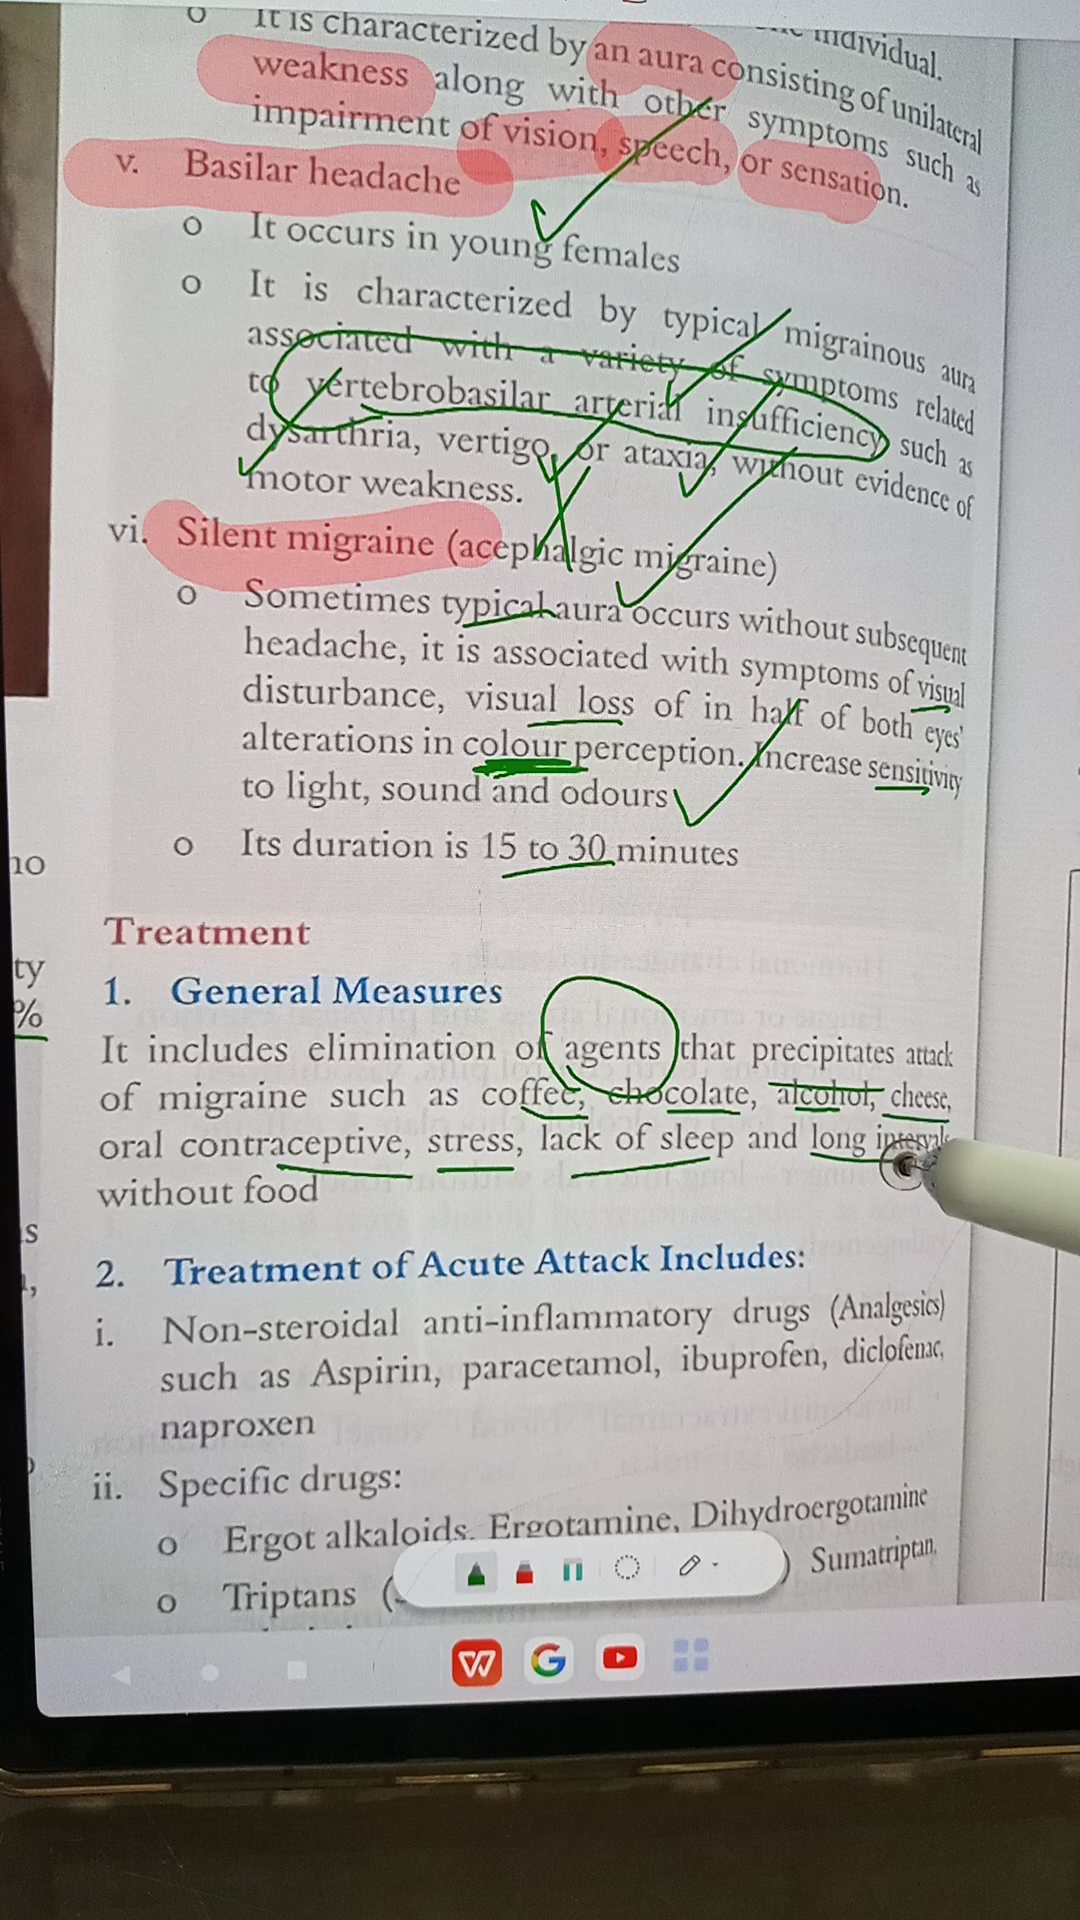 o It is characterized by an aura consisting of unilateral
individual.
weakness along with other symptoms such as
impairment of vision, speech, or sensation.
v. Basilar headache
o It occurs in young females
o It is characterized by typical migrainous aura
associated with a variety of symptoms related
to vertebrobasilar arterial insufficiency such as
dysarthria, vertigo, or ataxia, without evidence of
motor weakness.
vi. Silent migraine (acephalgic migraine)
o Sometimes typical aura occurs without subsequent
headache, it is associated with symptoms of visual
disturbance, visual loss of in half of both eyes'
alterations in colour perception. Increase sensitivity
to light, sound and odours
o Its duration is 15 to 30 minutes
no
Treatment
ty
1. General Measures
%
It includes elimination of agents that precipitates attack
of migraine such as coffee, chocolate, alcohol, cheese,
oral contraceptive, stress, lack of sleep and long intervals
without food
2. Treatment of Acute Attack Includes:
i. Non-steroidal anti-inflammatory drugs (Analgesics)
such as Aspirin, paracetamol, ibuprofen, diclofenac,
naproxen
ii. Specific drugs:
o Ergot alkaloids. Ergotamine, Dihydroergotamine
o Triptans ( ) Sumatriptan,